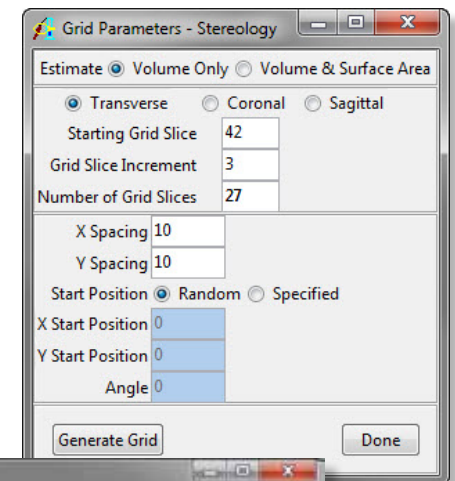 Grid Parameters - Stereology
Estimate Volume Only Volume & Surface Area
Transverse Coronal Sagittal
Starting Grid Slice 42
Grid Slice Increment 3
Number of Grid Slices 27
X Spacing 10
Y Spacing 10
Start Position Random Specified
X Start Position 0
Y Start Position 0
Angle 0
Generate Grid Done